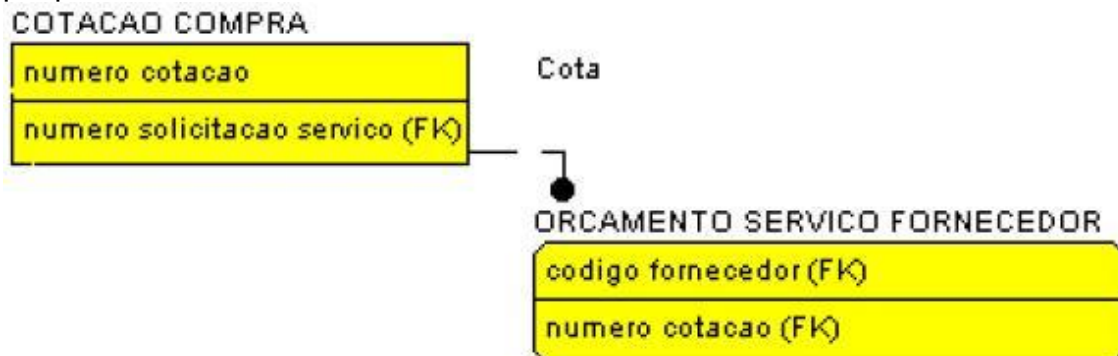 COTACAO COMPRA
numero cotacao
Cota
numero solicitacao servico (FK)
ORCAMENTO SERVICO FORNECEDOR
codigo fornecedor (FK)
numero cotacao (FK)